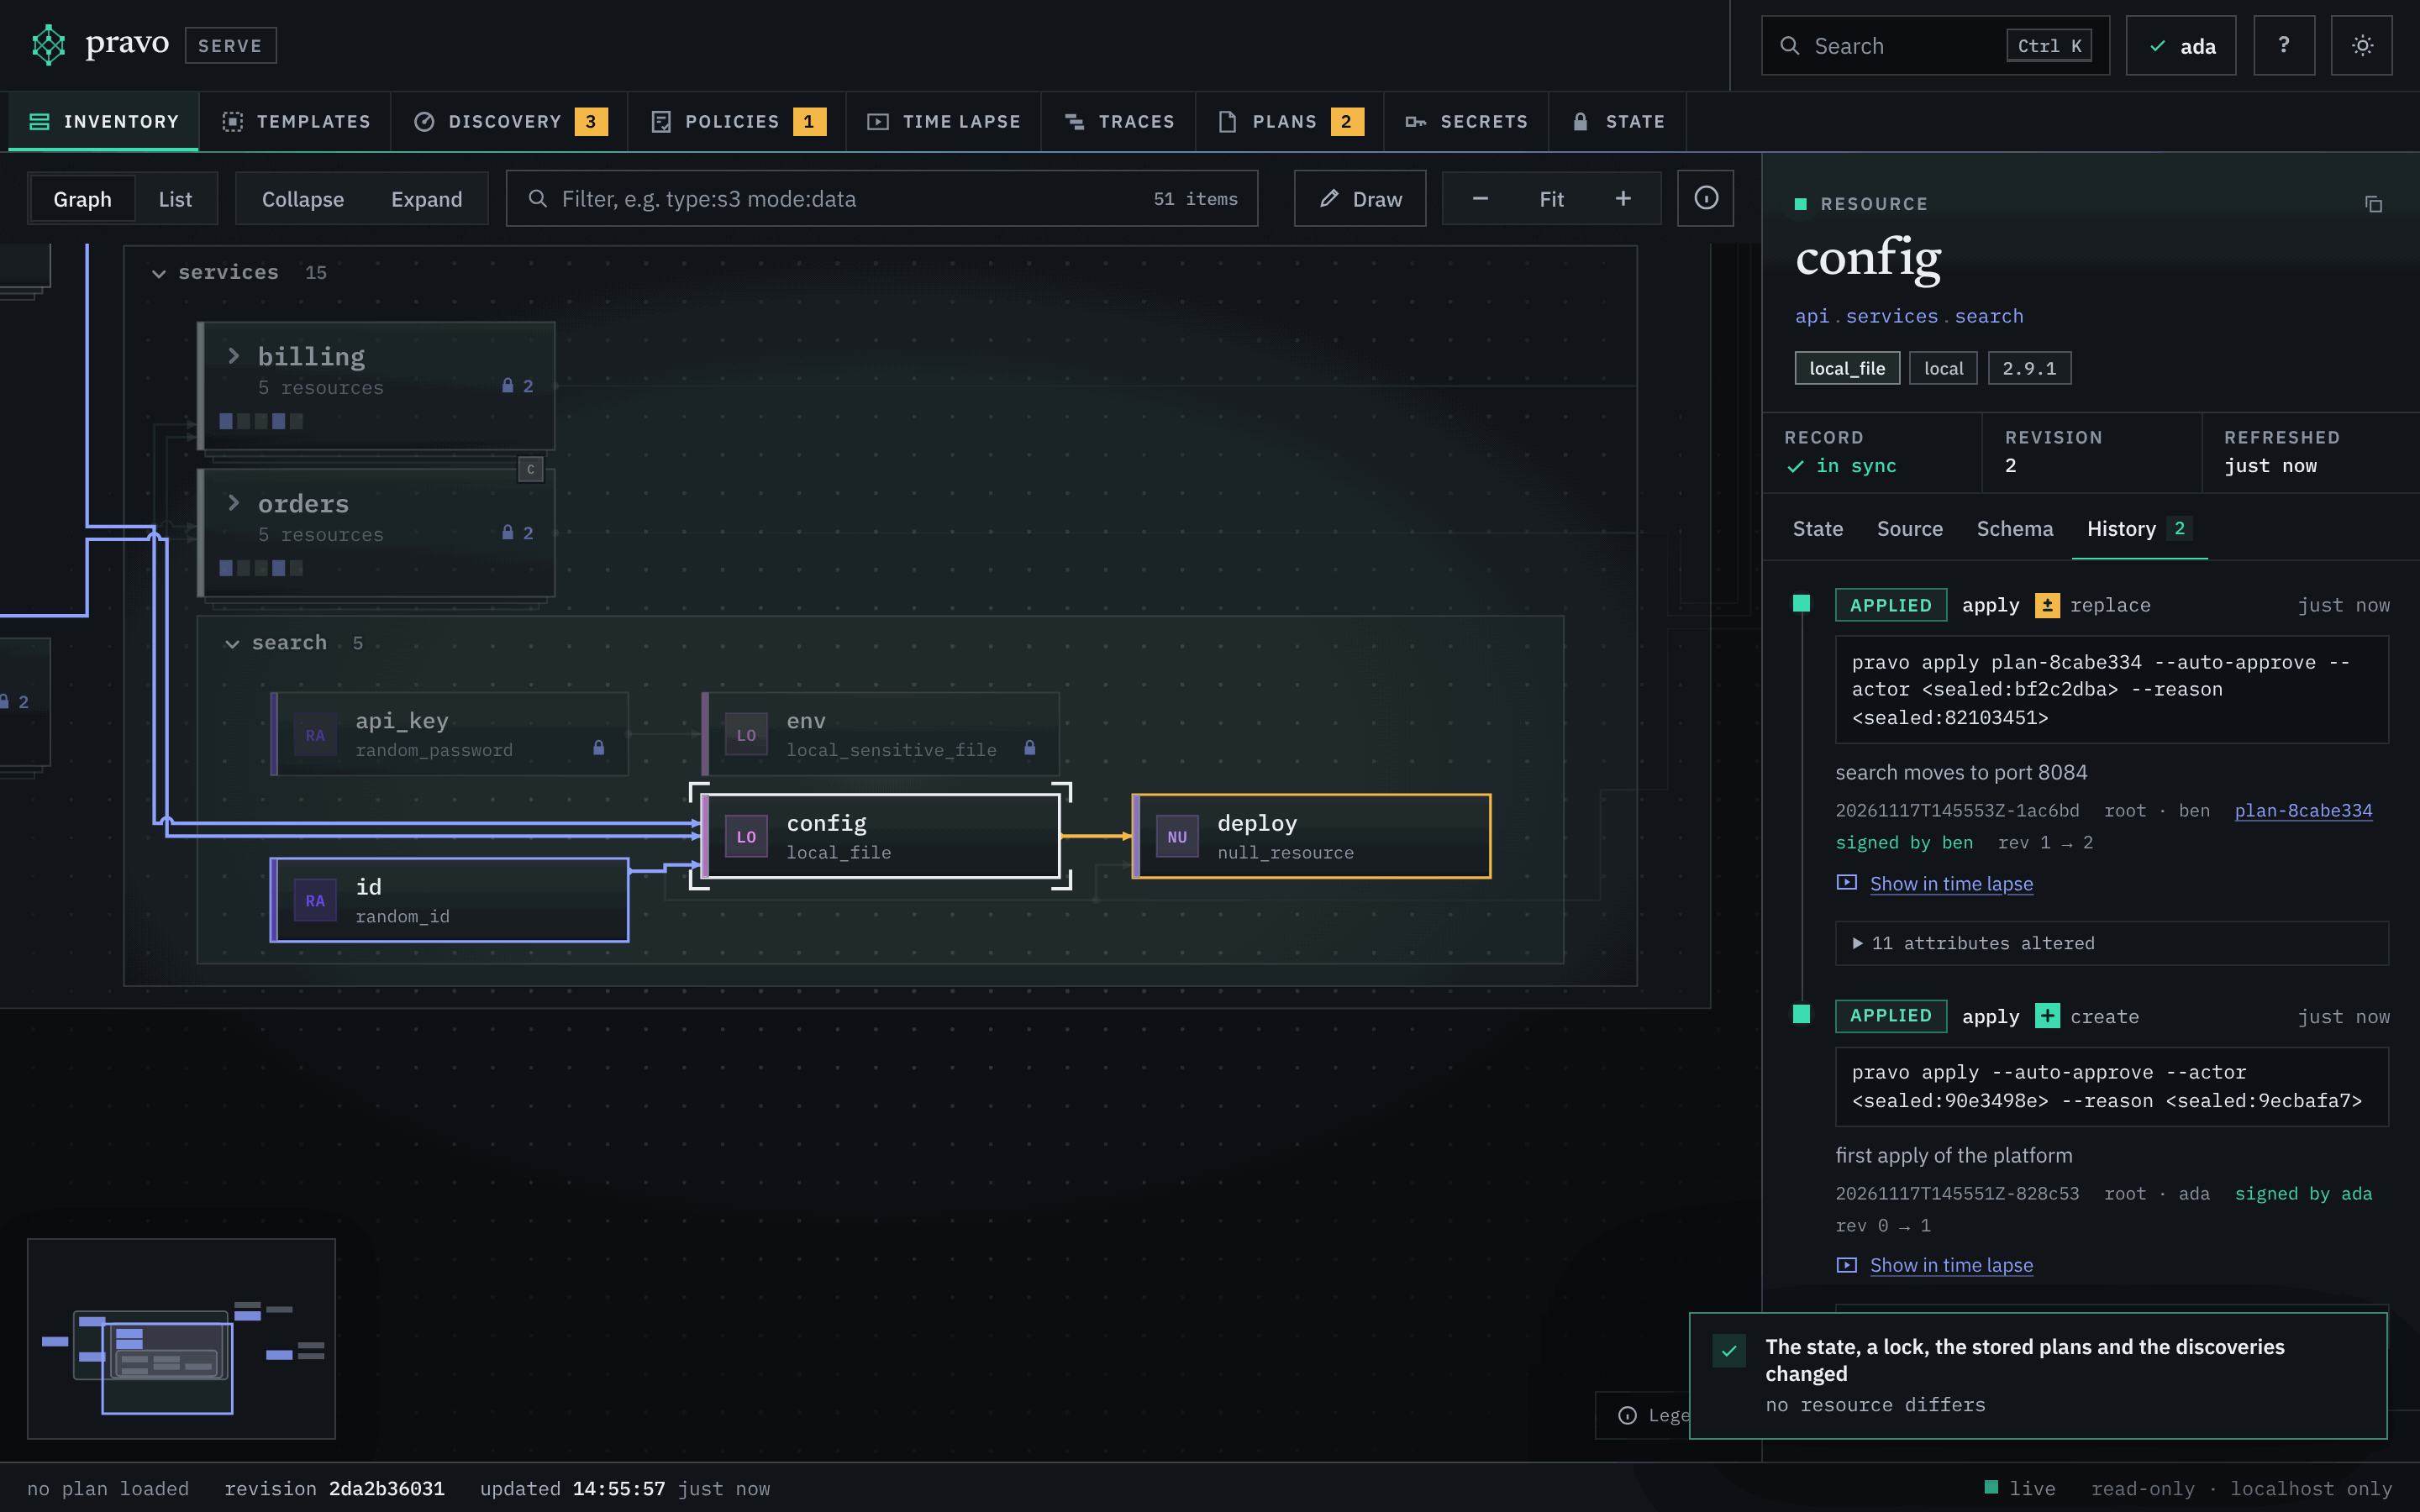 pravo SERVE
Search Ctrl K
ada
?
INVENTORY
TEMPLATES
DISCOVERY 3
POLICIES 1
TIME LAPSE
TRACES
PLANS 2
SECRETS
STATE
Graph List
Collapse Expand
Filter, e.g. type:s3 mode:data 51 items
Draw
− Fit +
services 15
billing
5 resources 2
C
orders
5 resources 2
2
search 5
RA api_key
random_password
LO env
local_sensitive_file
LO config
local_file
NU deploy
null_resource
RA id
random_id
Lege
RESOURCE
config
api.services.search
local_file local 2.9.1
RECORD
in sync
REVISION
2
REFRESHED
just now
State Source Schema History 2
APPLIED apply ± replace just now
pravo apply plan-8cabe334 --auto-approve --
actor <sealed:bf2c2dba> --reason
<sealed:82103451>
search moves to port 8084
20261117T145553Z-1ac6bd root · ben plan-8cabe334
signed by ben rev 1 → 2
Show in time lapse
11 attributes altered
APPLIED apply + create just now
pravo apply --auto-approve --actor
<sealed:90e3498e> --reason <sealed:9ecbafa7>
first apply of the platform
20261117T145551Z-828c53 root · ada signed by ada
rev 0 → 1
Show in time lapse
The state, a lock, the stored plans and the discoveries
changed
no resource differs
no plan loaded revision 2da2b36031 updated 14:55:57 just now
live read-only · localhost only